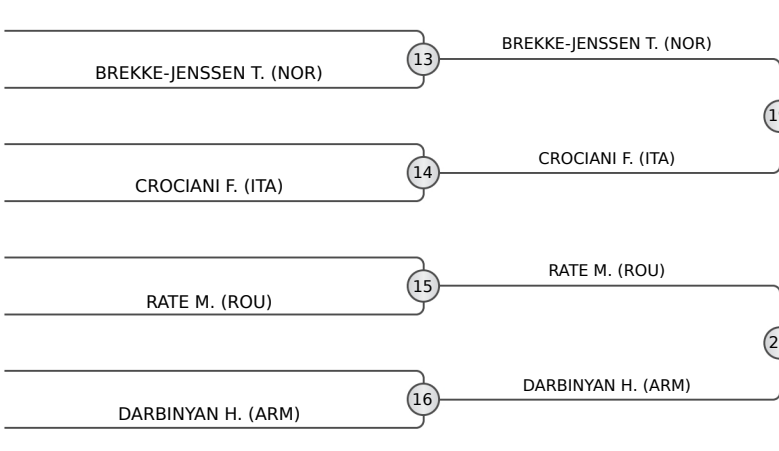 BREKKE-JENSSEN T. (NOR)
13
BREKKE-JENSSEN T. (NOR)
CROCIANI F. (ITA)
14
CROCIANI F. (ITA)
RATE M. (ROU)
15
RATE M. (ROU)
DARBINYAN H. (ARM)
16
DARBINYAN H. (ARM)